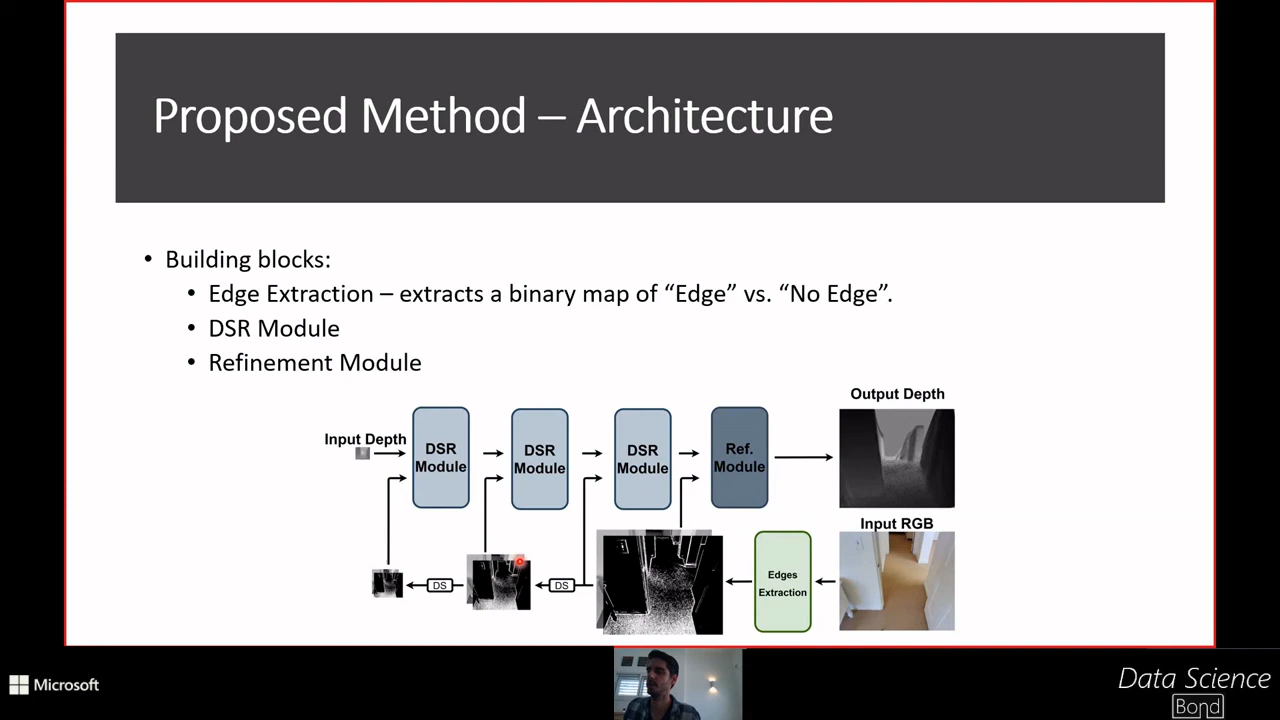 Proposed Method – Architecture
• Building blocks:
• Edge Extraction – extracts a binary map of “Edge” vs. “No Edge”.
• DSR Module
• Refinement Module
Input Depth
DSR
Module
DSR
Module
DSR
Module
Ref.
Module
Output Depth
DS
DS
Edges
Extraction
Input RGB
Microsoft
Data Science
Bond